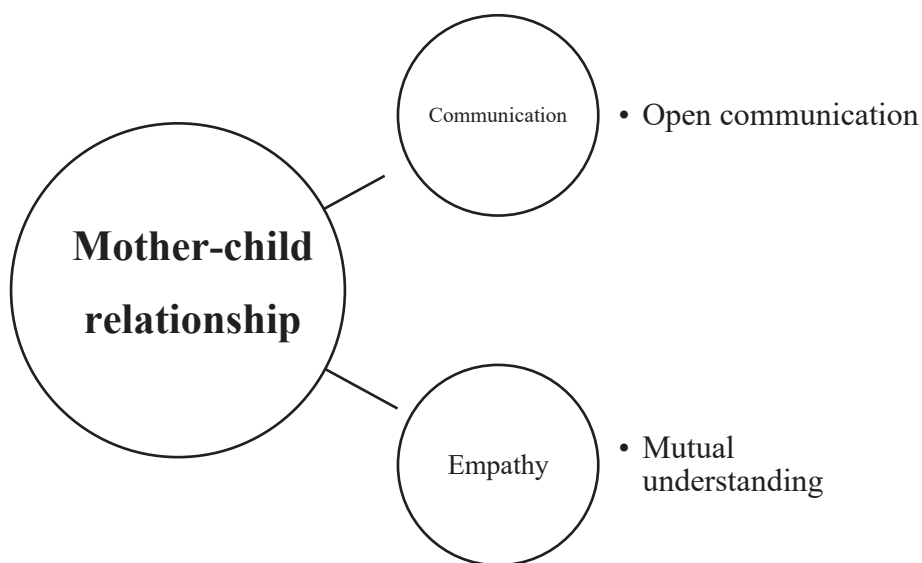 Mother-child
relationship
Communication
• Open communication
Empathy
• Mutual
understanding